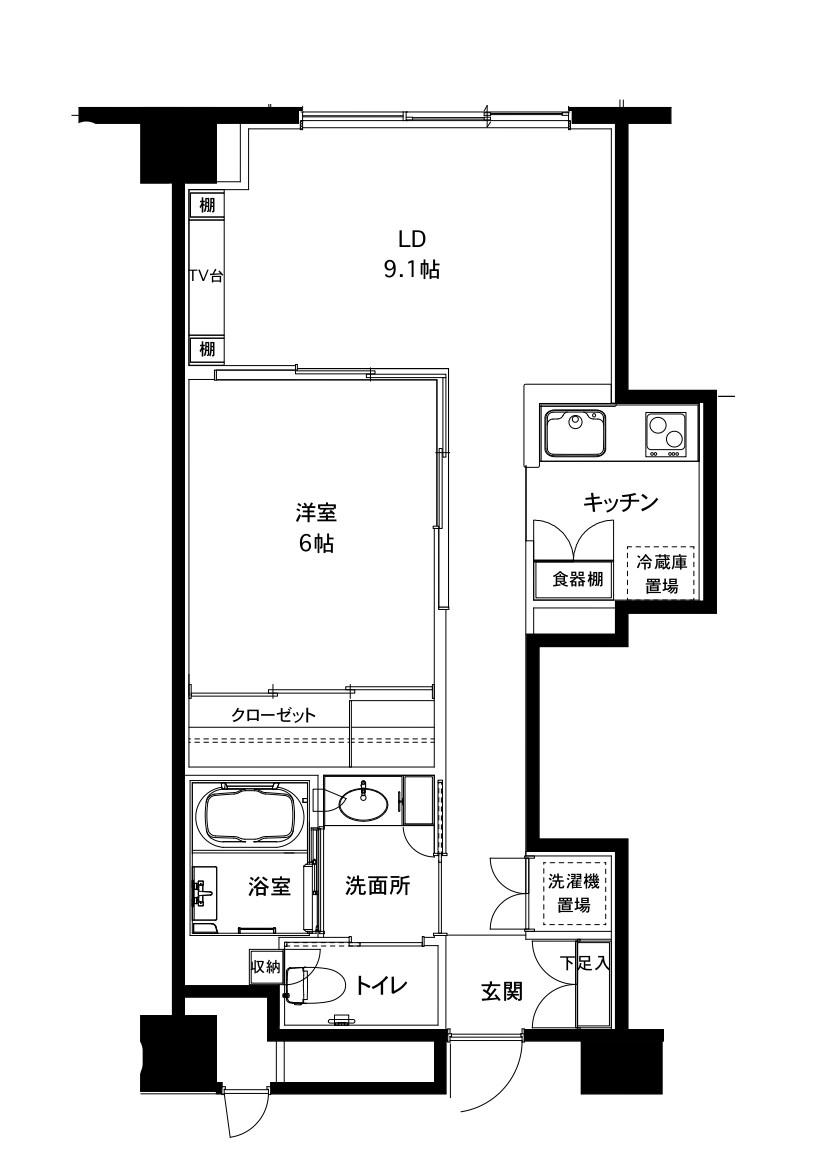 棚
LD
9.1帖
TV台
棚
キッチン
洋室
6帖
冷蔵庫
置場
食器棚
クローゼット
浴室
洗面所
洗濯機
置場
収納
トイレ
玄関
下足入